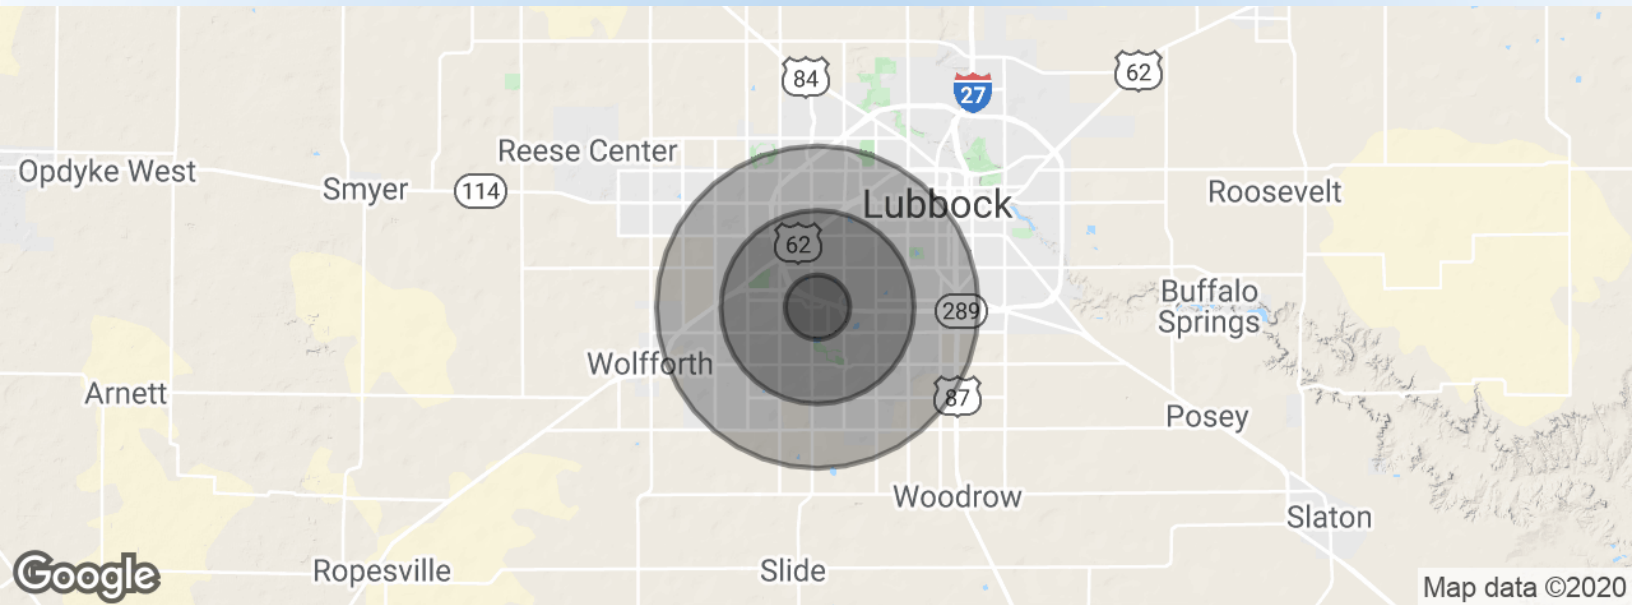 84
62
27
Reese Center
Opdyke West
Smyer
114
Lubbock
Roosevelt
62
Buffalo
Springs
289
Wolfforth
Arnett
87
Posey
Woodrow
Slaton
Ropesville
Slide
Google
Map data ©2020